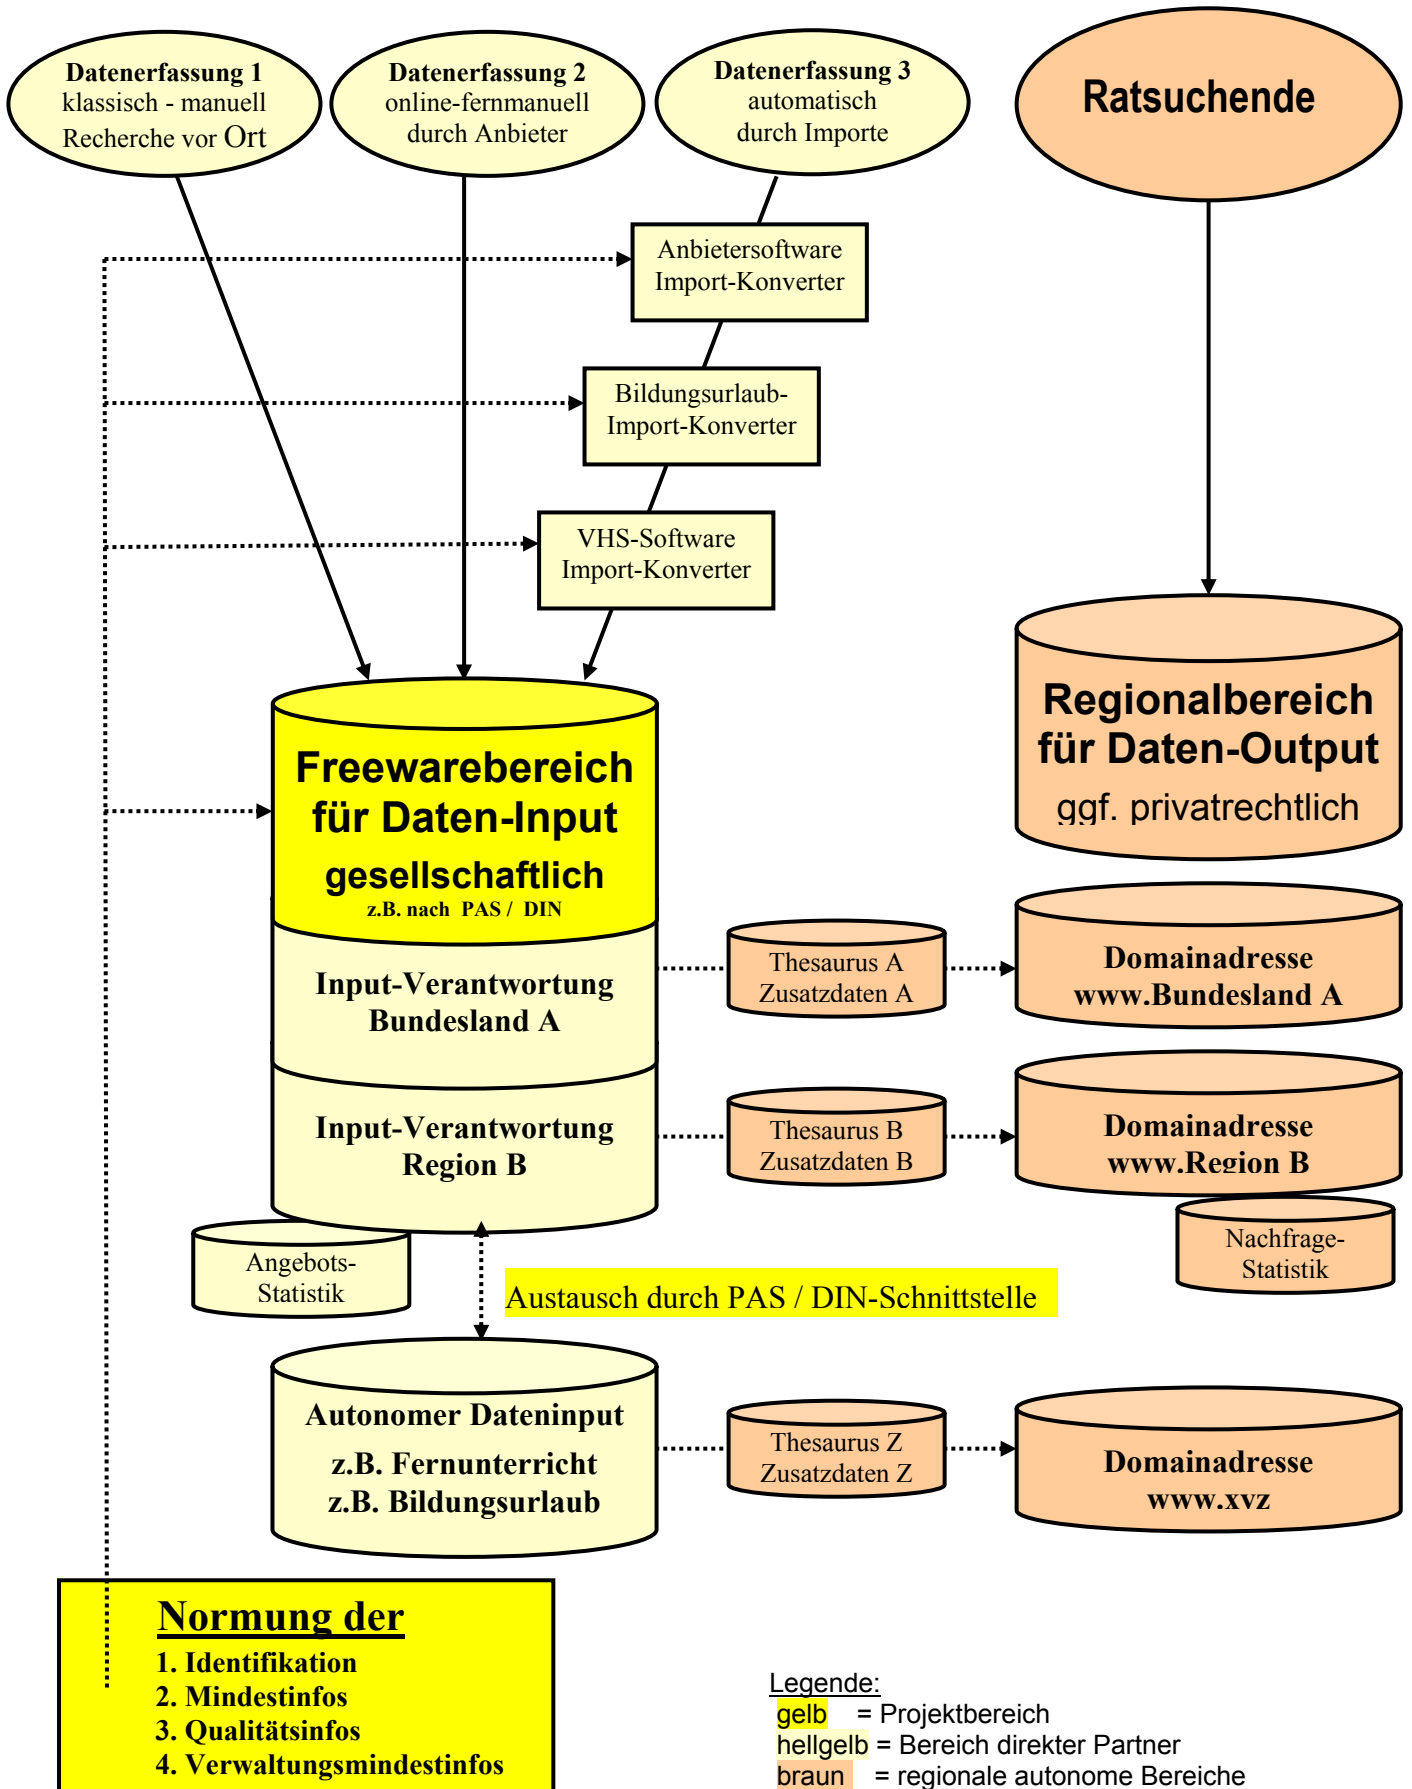 Datenerfassung 1
klassisch - manuell
Recherche vor Ort
Datenerfassung 2
online-fernmanuell
durch Anbieter
Datenerfassung 3
automatisch
durch Importe
Ratsuchende
Anbietersoftware
Import-Konverter
Bildungsurlaub-
Import-Konverter
VHS-Software
Import-Konverter
Freewarebereich
für Daten-Input
gesellschaftlich
z.B. nach PAS / DIN
Regionalbereich
für Daten-Output
ggf. privatrechtlich
Input-Verantwortung
Bundesland A
Thesaurus A
Zusatzdaten A
Domainadresse
www.Bundesland A
Input-Verantwortung
Region B
Thesaurus B
Zusatzdaten B
Domainadresse
www.Region B
Angebots-
Statistik
Nachfrage-
Statistik
Austausch durch PAS / DIN-Schnittstelle
Autonomer Dateninput
z.B. Fernunterricht
z.B. Bildungsurlaub
Thesaurus Z
Zusatzdaten Z
Domainadresse
www.xyz
Normung der
1. Identifikation
2. Mindestinfos
3. Qualitätsinfos
4. Verwaltungsmindestinfos
Legende:
gelb = Projektbereich
hellgelb = Bereich direkter Partner
braun = regionale autonome Bereiche